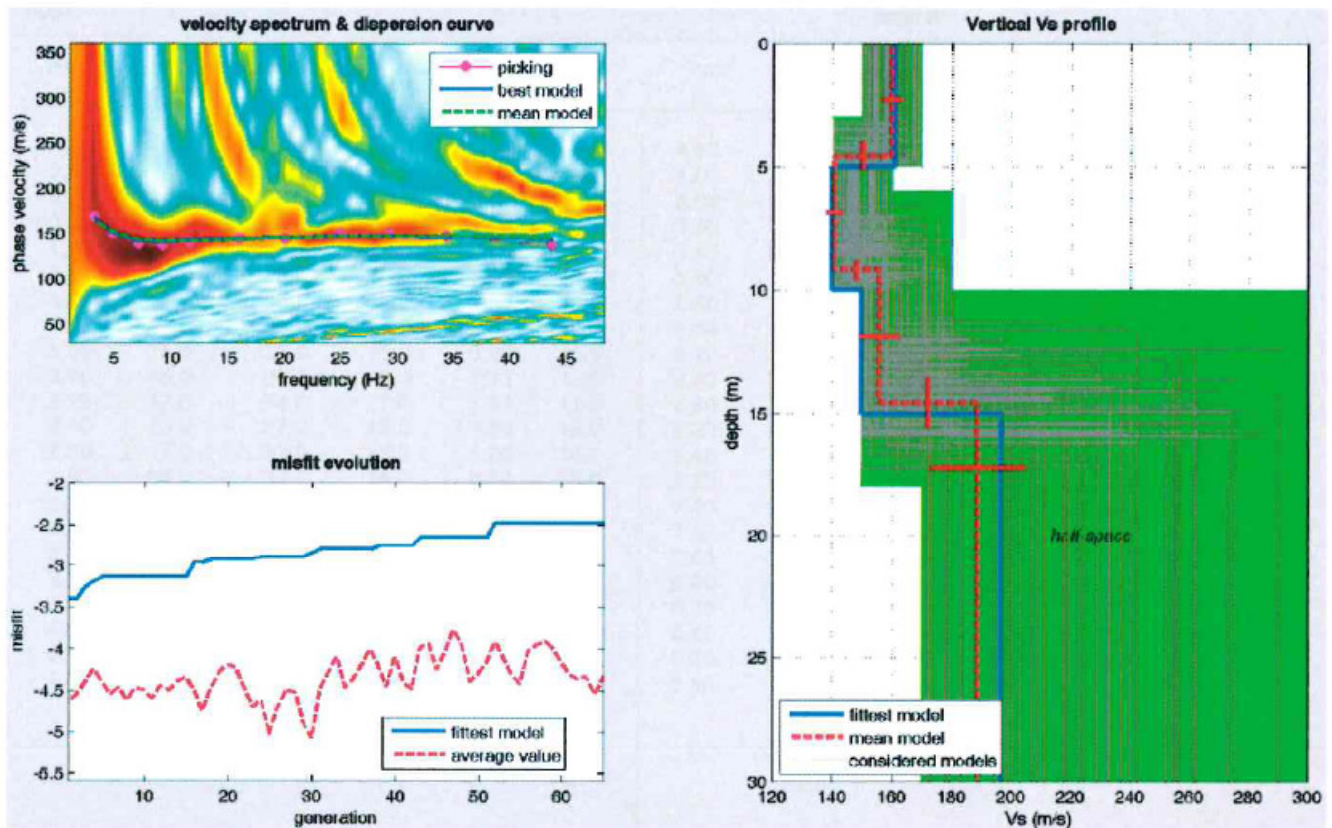 velocity spectrum & dispersion curve
350
300
250
200
150
100
50
phase velocity (m/s)
picking
best model
mean model
5 10 15 20 25 30 35 40 45
frequency (Hz)
misfit evolution
-2
-2.5
-3
-3.5
-4
-4.5
-5
-5.5
misfit
fittest model
average value
10 20 30 40 50 60
generation
Vertical Vs profile
0
5
10
15
20
25
30
depth (m)
half-space
fittest model
mean model
considered models
120 140 160 180 200 220 240 260 280 300
Vs (m/s)